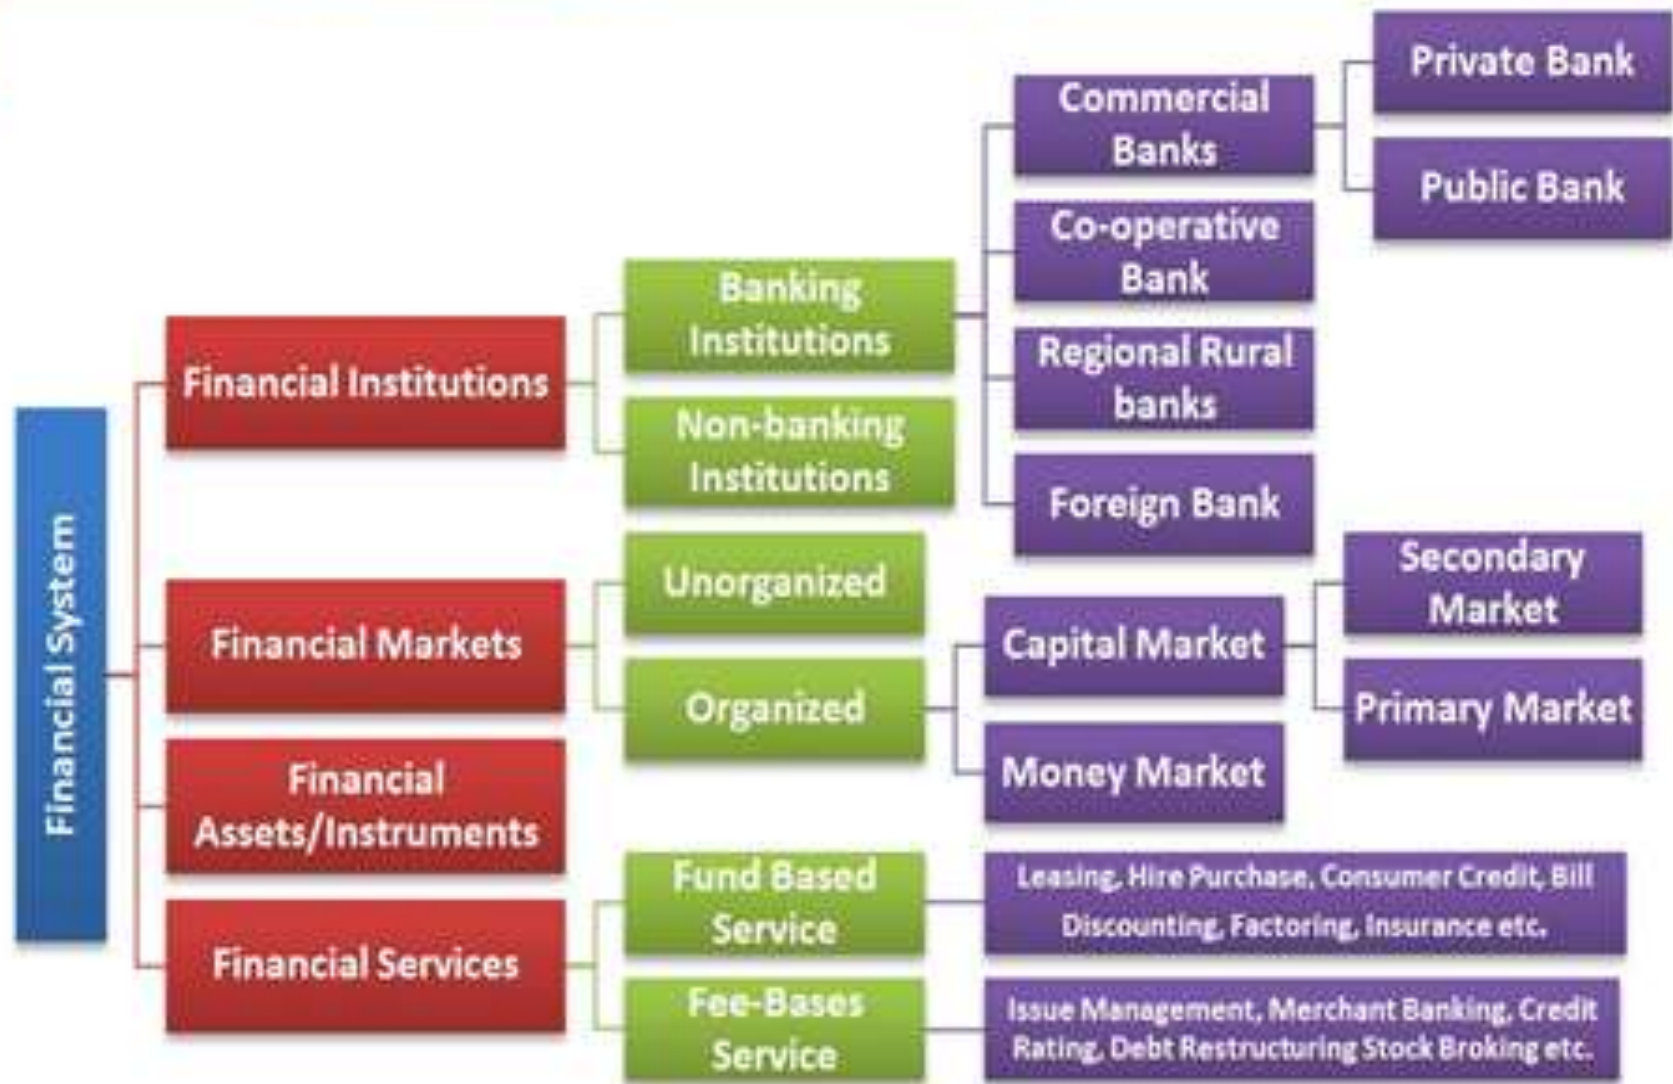 Financial System
Financial Institutions
Banking
Institutions
Commercial
Banks
Private Bank
Public Bank
Co-operative
Bank
Regional Rural
banks
Foreign Bank
Non-banking
Institutions
Financial Markets
Unorganized
Organized
Capital Market
Secondary
Market
Primary Market
Money Market
Financial
Assets/Instruments
Financial Services
Fund Based
Service
Leasing, Hire Purchase, Consumer Credit, Bill
Discounting, Factoring, Insurance etc.
Fee-Bases
Service
Issue Management, Merchant Banking, Credit
Rating, Debt Restructuring Stock Broking etc.